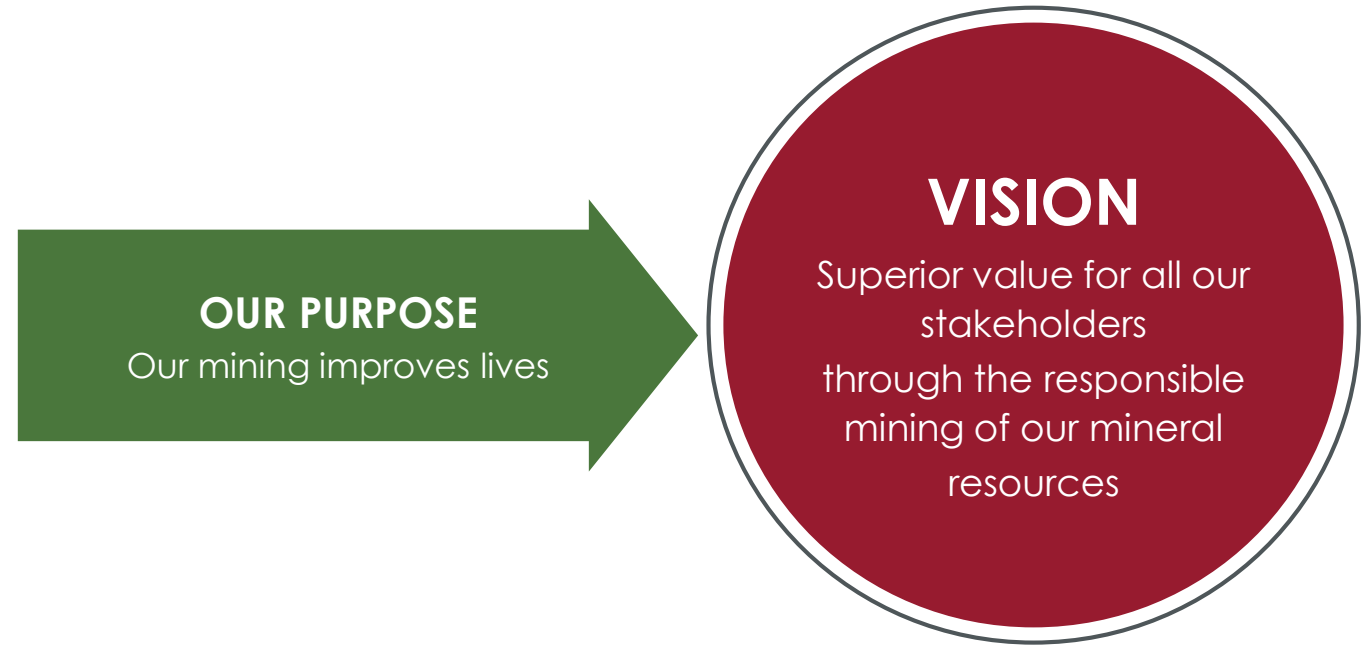 OUR PURPOSE
Our mining improves lives
VISION
Superior value for all our
stakeholders
through the responsible
mining of our mineral
resources